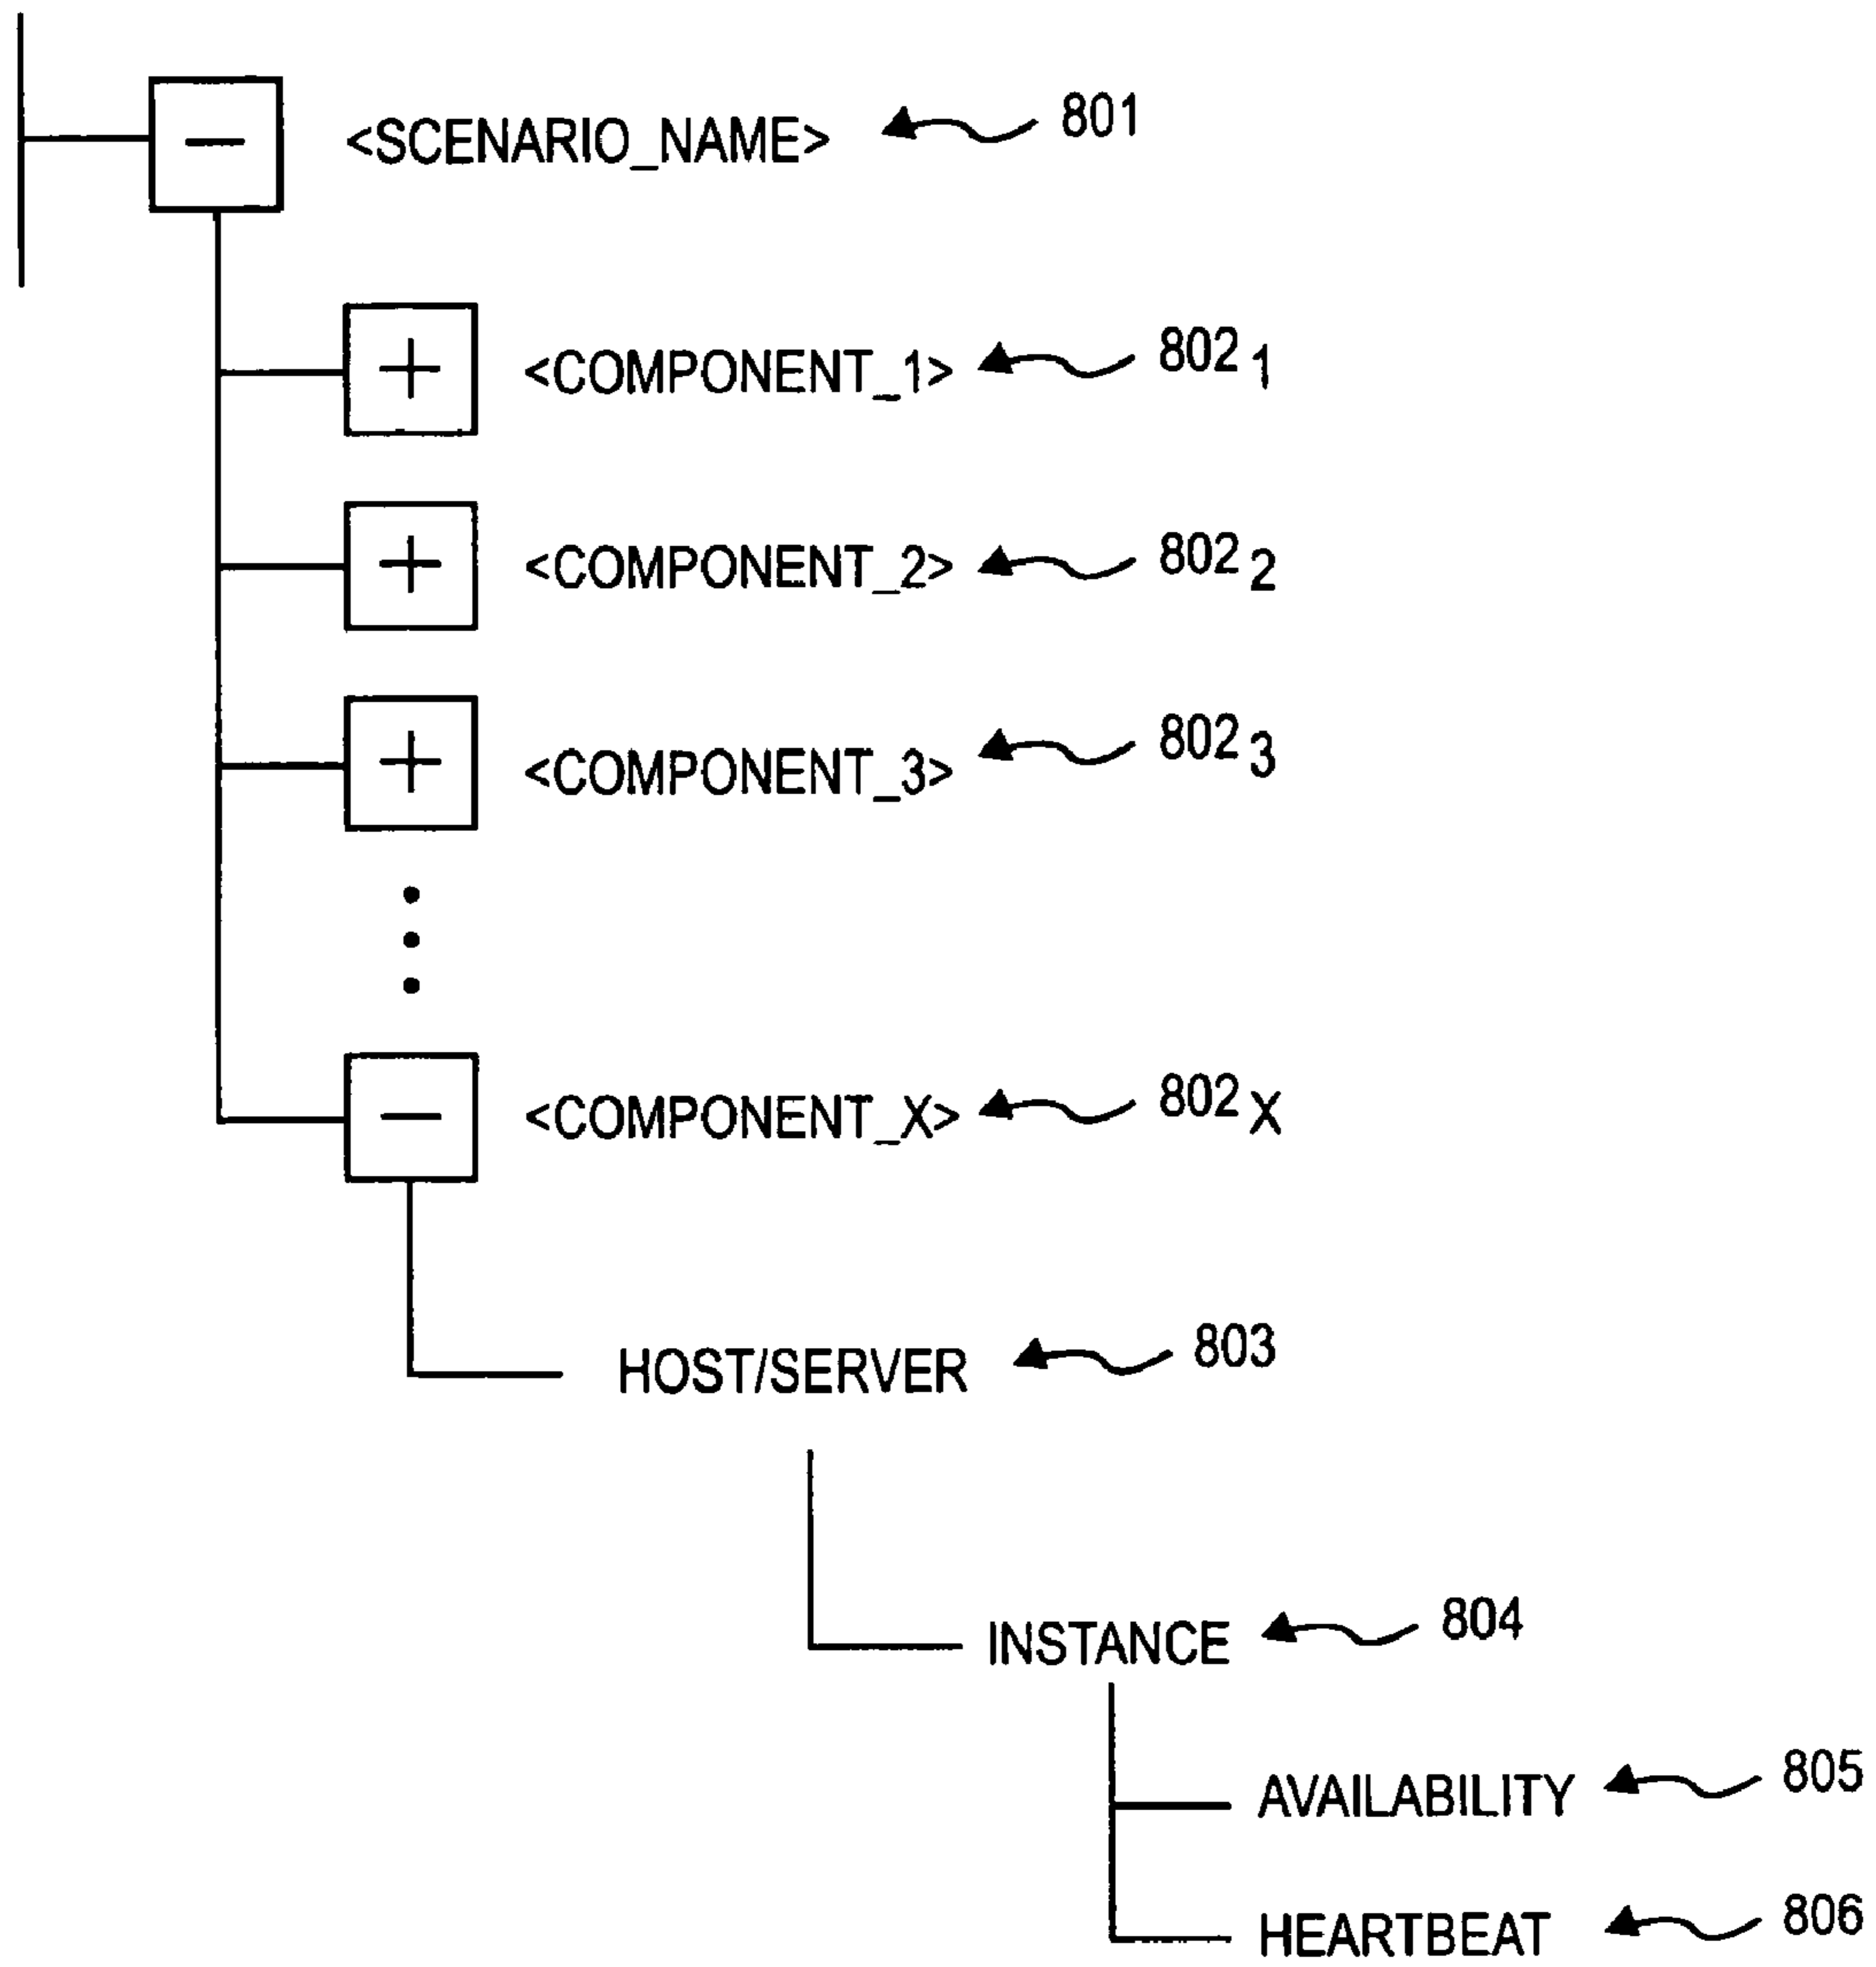 <SCENARIO_NAME> 801
<COMPONENT_1> 802 1
<COMPONENT_2> 802 2
<COMPONENT_3> 802 3
<COMPONENT_X> 802 X
HOST/SERVER 803
INSTANCE 804
AVAILABILITY 805
HEARTBEAT 806